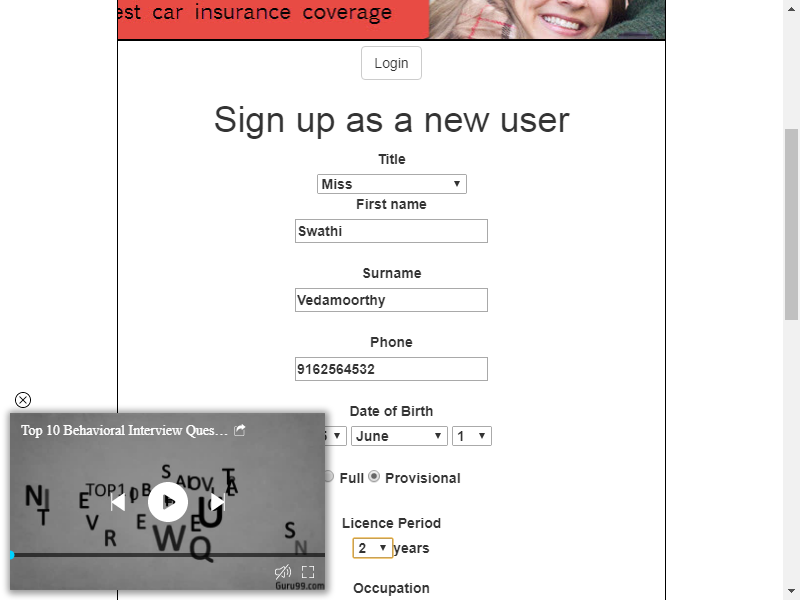 est car insurance coverage
Login
Sign up as a new user
Title
Miss
First name
Swathi
Surname
Vedamoorthy
Phone
9162564532
Date of Birth
June 1
Full Provisional
Licence Period
2 years
Occupation
Top 10 Behavioral Interview Ques...
TOP10
Guru99.com